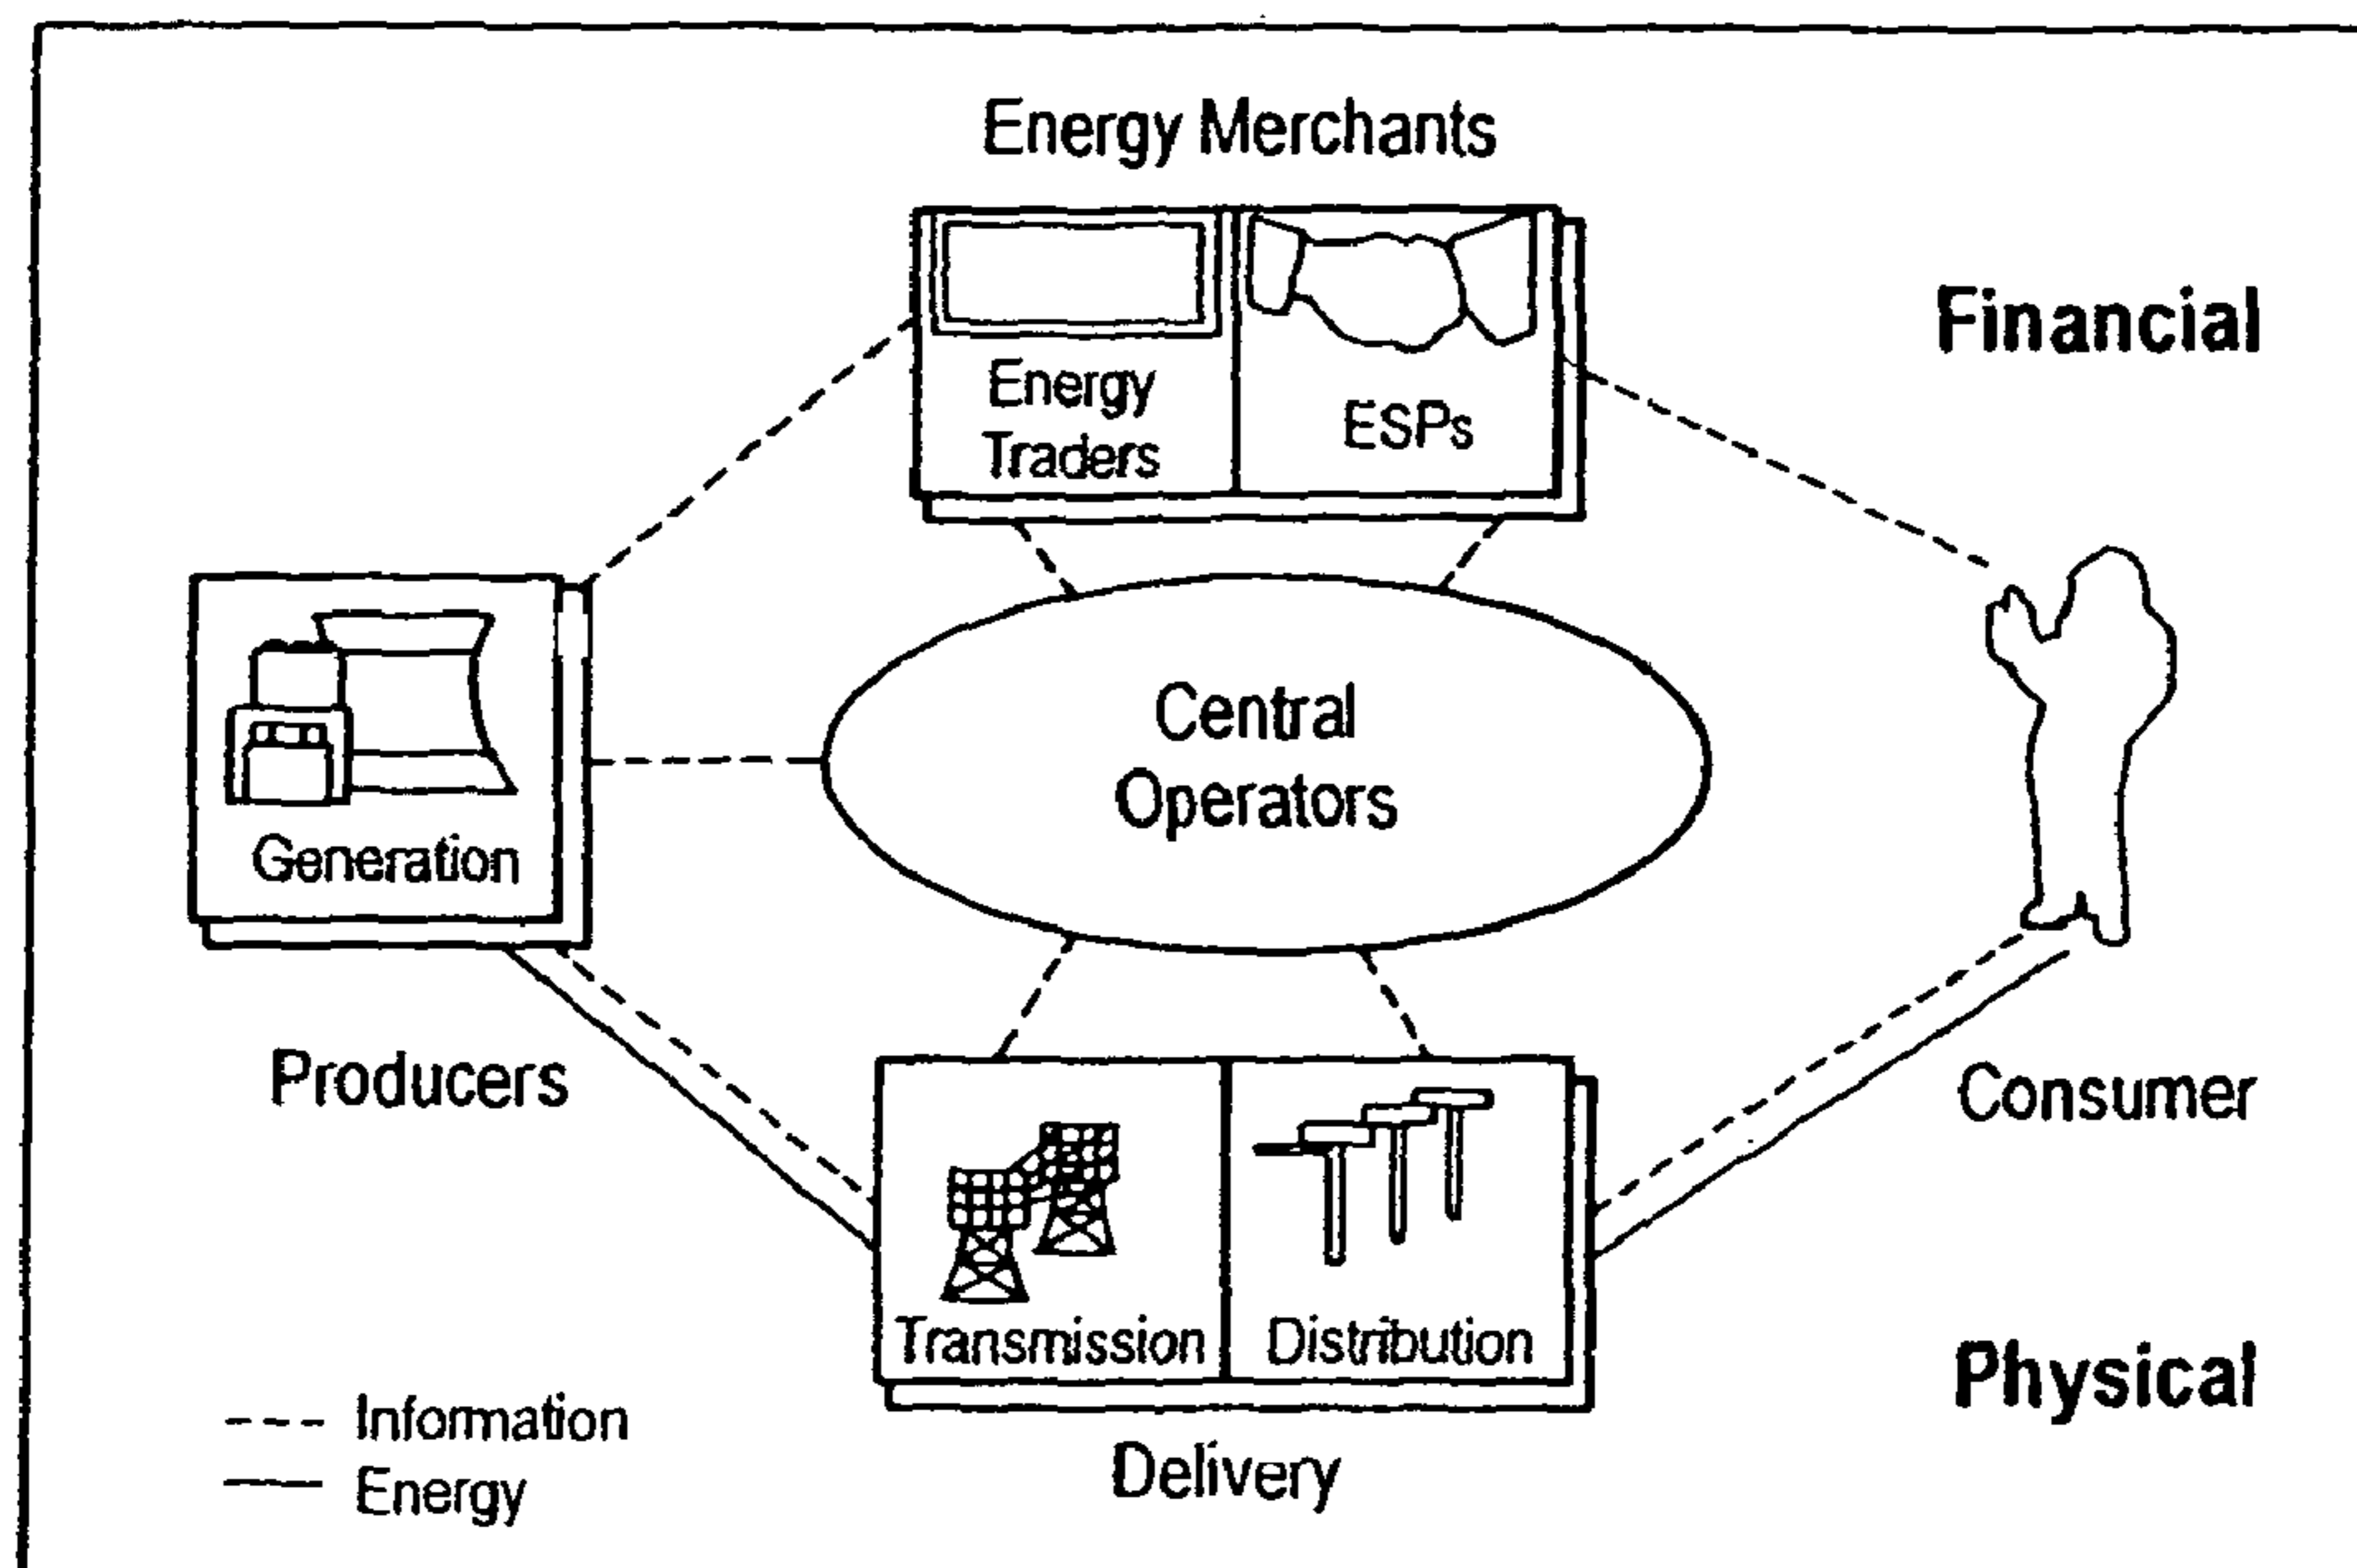 Energy Merchants
Energy
Traders
ESPs
Financial
Central
Operators
Generation
Producers
Consumer
Transmission
Distribution
Physical
Information
Energy
Delivery